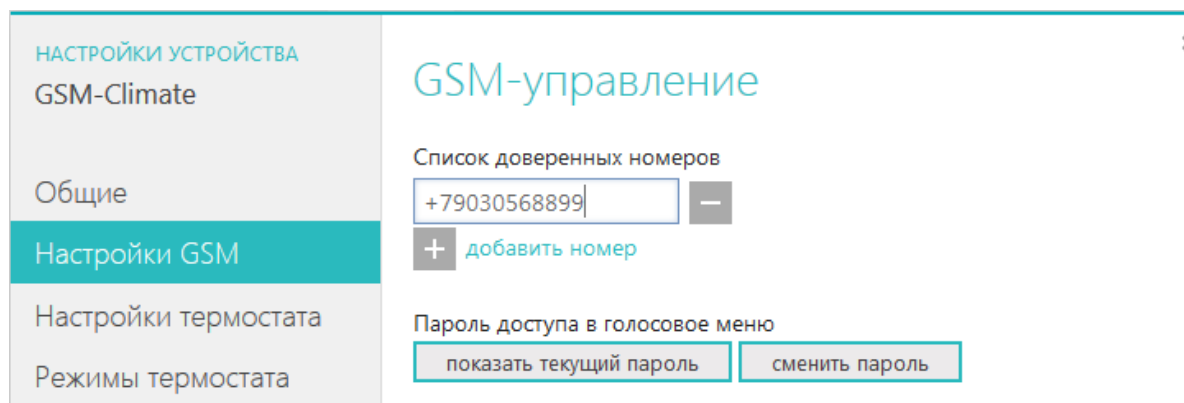 НАСТРОЙКИ УСТРОЙСТВА
GSM-Climate
Общие
Настройки GSM
Настройки термостата
Режимы термостата
GSM-управление
Список доверенных номеров
+79030568899
добавить номер
Пароль доступа в голосовое меню
показать текущий пароль
сменить пароль